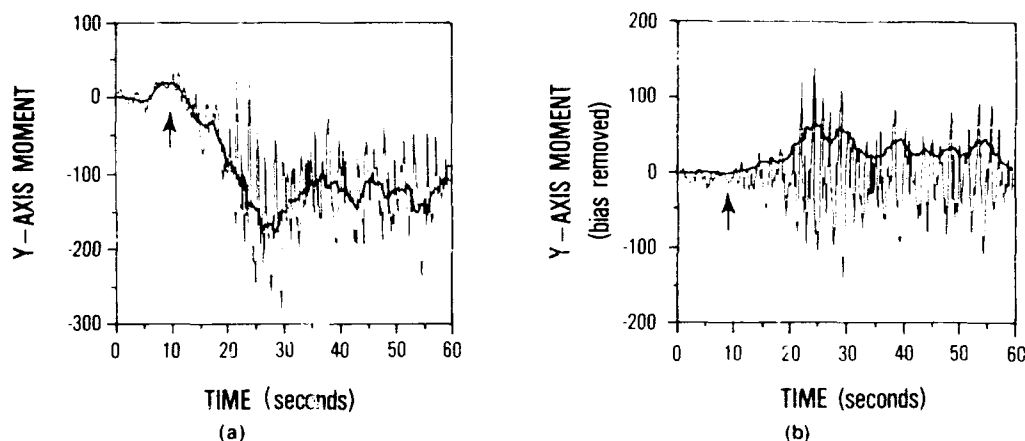 Y-AXIS MOMENT
100
0
-100
-200
-300
0 10 20 30 40 50 60
TIME (seconds)
(a)
Y-AXIS MOMENT
(bias removed)
200
100
0
-100
-200
0 10 20 30 40 50 60
TIME (seconds)
(b)